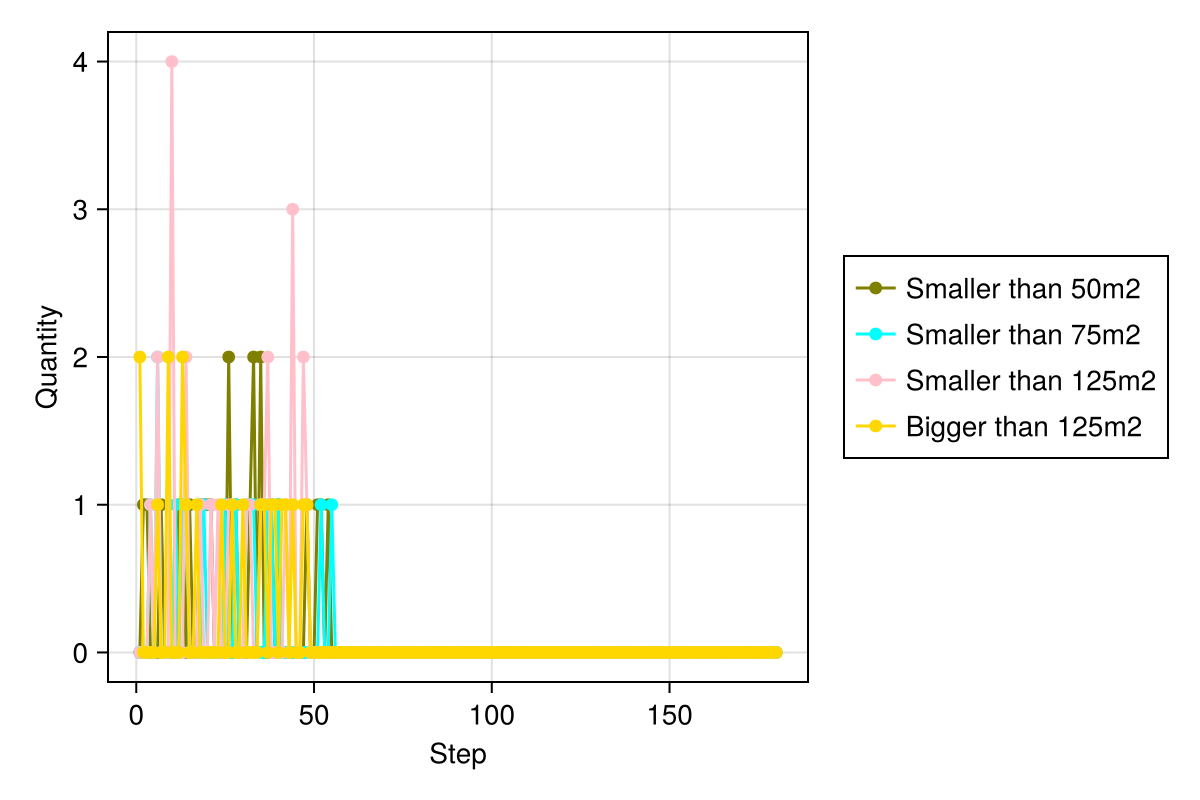 4
3
2
1
0
Quantity
0 50 100 150
Step
Smaller than 50m2
Smaller than 75m2
Smaller than 125m2
Bigger than 125m2